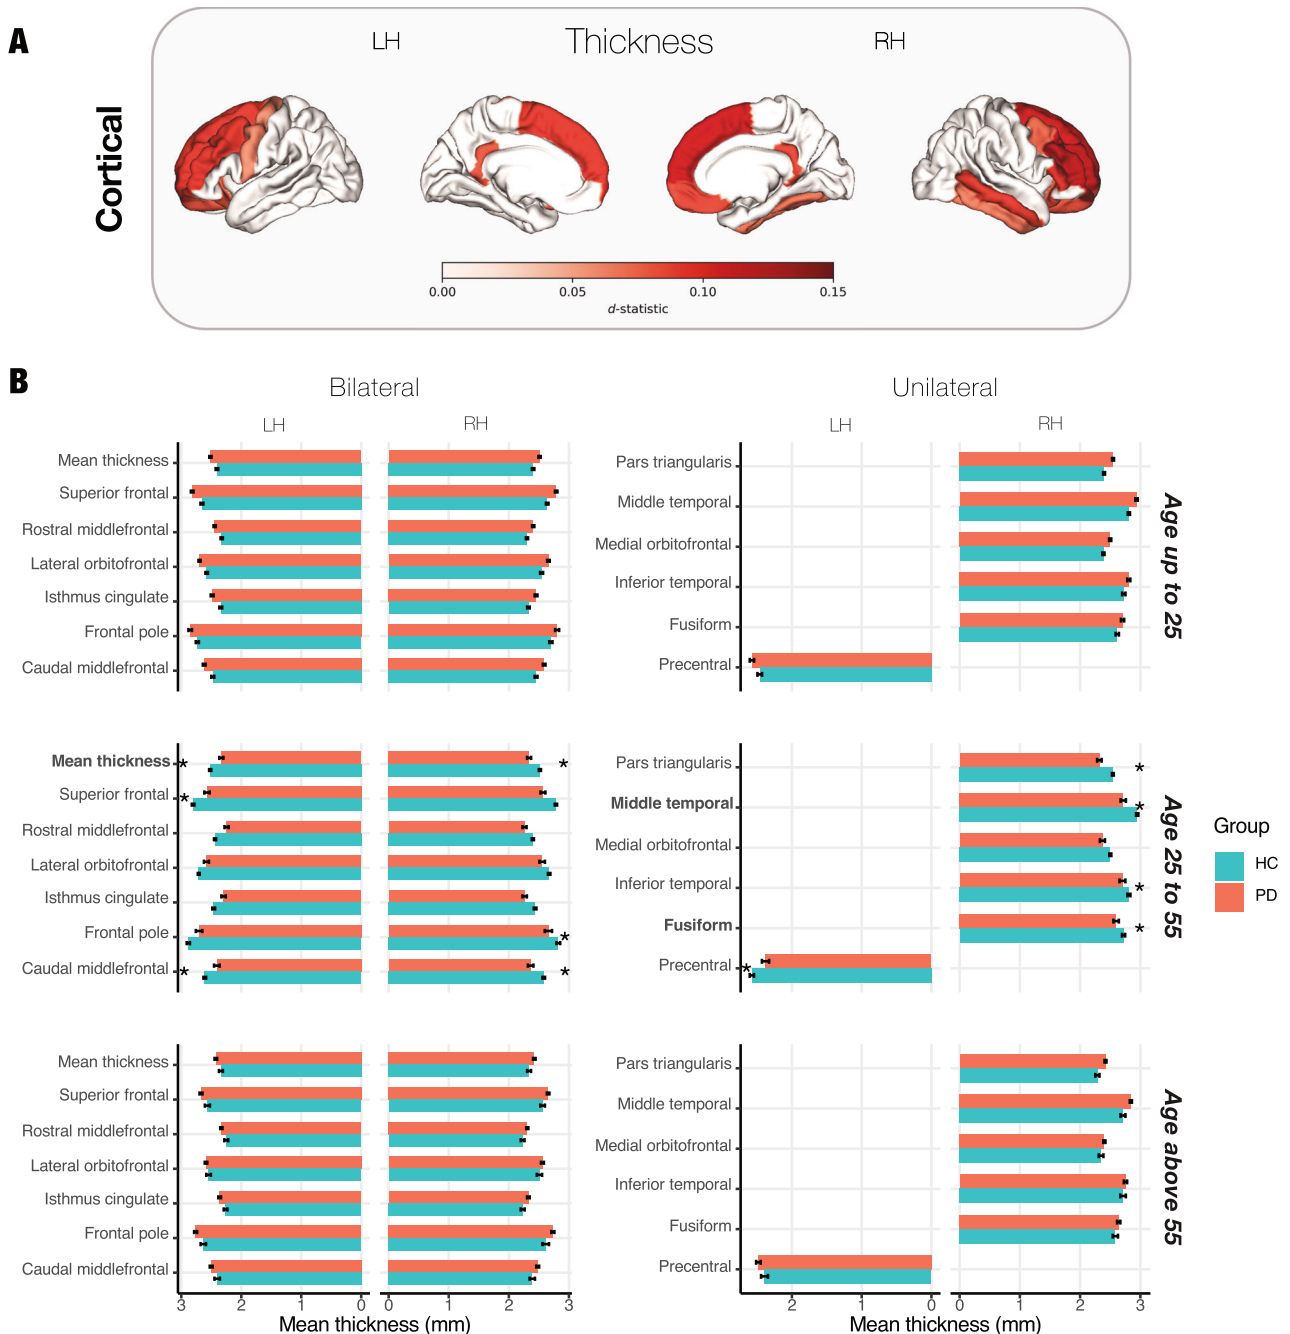 A
LH
Thickness
RH
Cortical
0.00
0.05
0.10
0.15
d-statistic
B
Bilateral
Unilateral
LH
RH
LH
RH
Mean thickness
Superior frontal
Rostral middlefrontal
Lateral orbitofrontal
Isthmus cingulate
Frontal pole
Caudal middlefrontal
Pars triangularis
Middle temporal
Medial orbitofrontal
Inferior temporal
Fusiform
Precentral
Age up to 25
Mean thickness
*
*
Superior frontal
*
Rostral middlefrontal
Lateral orbitofrontal
Isthmus cingulate
Frontal pole
*
Caudal middlefrontal
*
*
Pars triangularis
*
Middle temporal
*
Medial orbitofrontal
Inferior temporal
*
Fusiform
*
Precentral
*
Age 25 to 55
Group
HC
PD
Mean thickness
Superior frontal
Rostral middlefrontal
Lateral orbitofrontal
Isthmus cingulate
Frontal pole
Caudal middlefrontal
Pars triangularis
Middle temporal
Medial orbitofrontal
Inferior temporal
Fusiform
Precentral
Age above 55
3 2 1 0
0 1 2 3
2 1 0
0 1 2 3
Mean thickness (mm)
Mean thickness (mm)